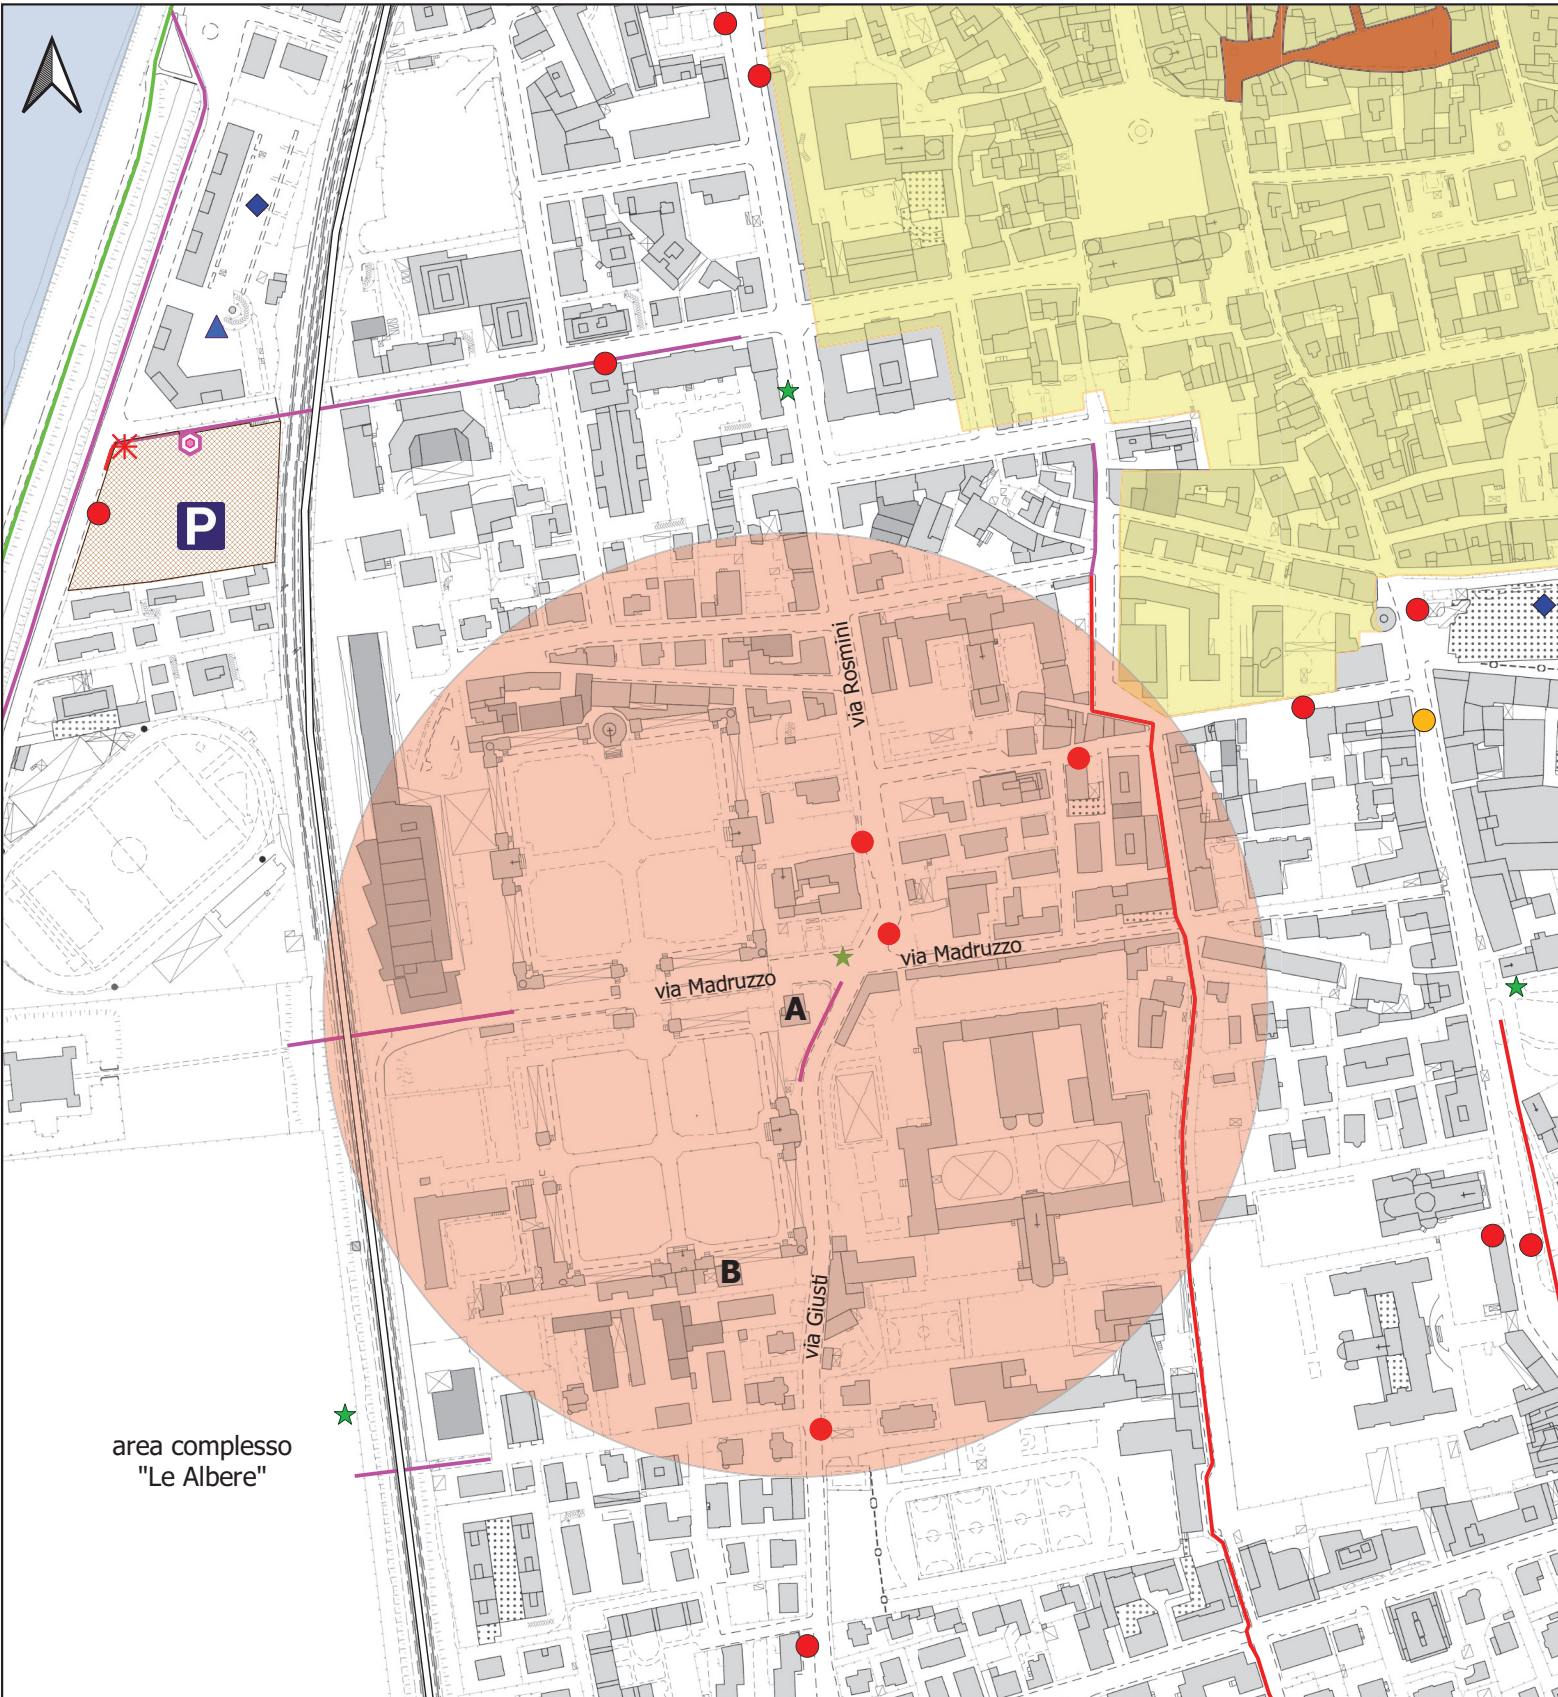 P
via Rosmini
via Madruzzo
via Madruzzo
A
B
via Giusti
area complesso
"Le Albere"